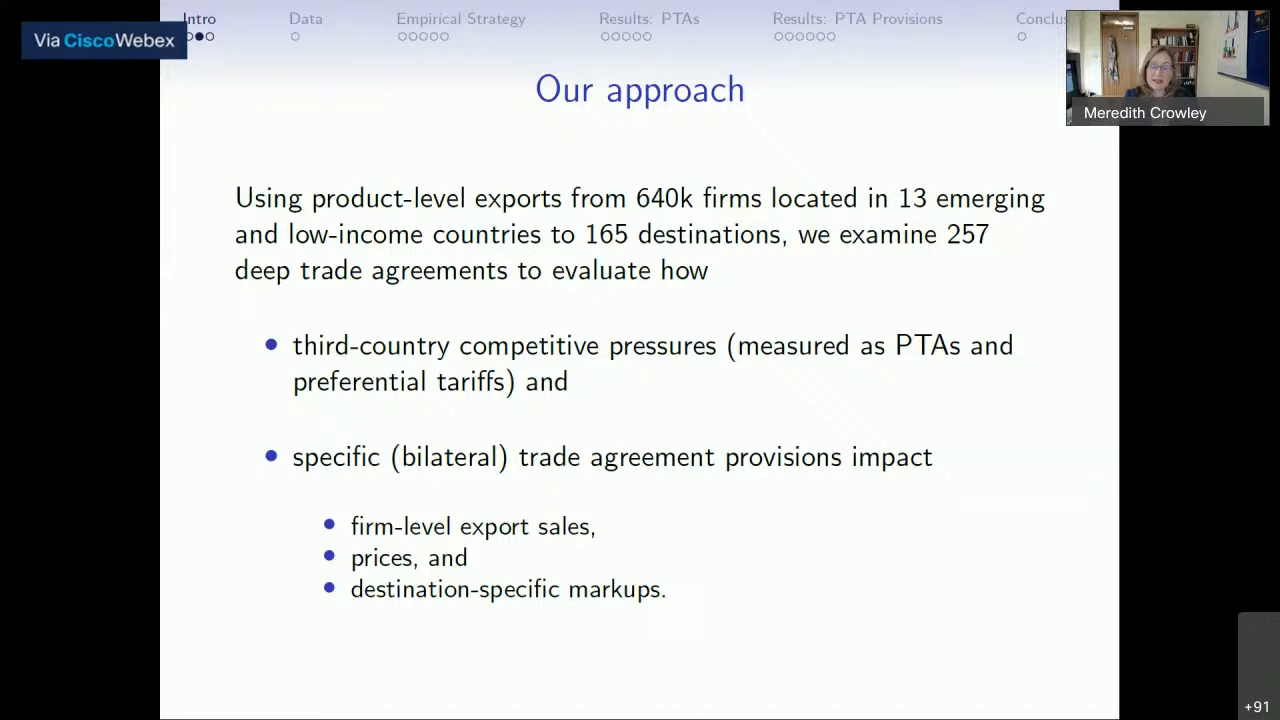 Intro Data Empirical Strategy Results: PTAs Results: PTA Provisions Conclus
Via CiscoWebex
Meredith Crowley
Our approach
Using product-level exports from 640k firms located in 13 emerging
and low-income countries to 165 destinations, we examine 257
deep trade agreements to evaluate how
• third-country competitive pressures (measured as PTAs and
preferential tariffs) and
• specific (bilateral) trade agreement provisions impact
• firm-level export sales,
• prices, and
• destination-specific markups.
+91